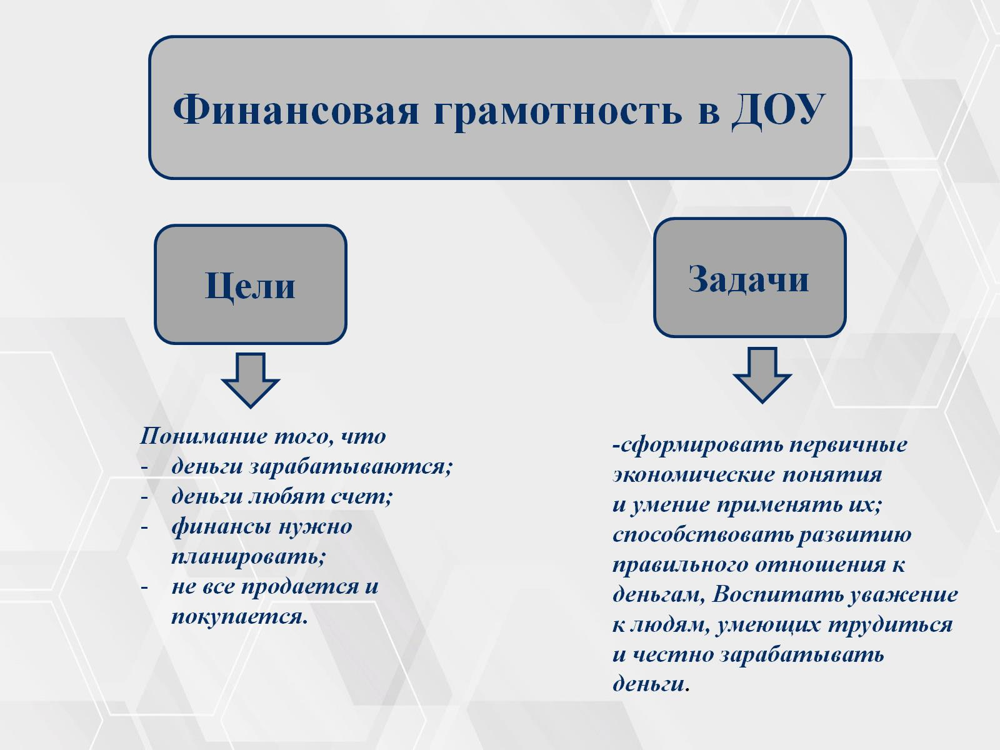 Финансовая грамотность в ДОУ
Цели
Задачи
Понимание того, что
- деньги зарабатываются;
- деньги любят счет;
- финансы нужно
планировать;
- не все продается и
покупается.
-сформировать первичные
экономические понятия
и умение применять их;
способствовать развитию
правильного отношения к
деньгам, Воспитать уважение
к людям, умеющих трудиться
и честно зарабатывать
деньги.